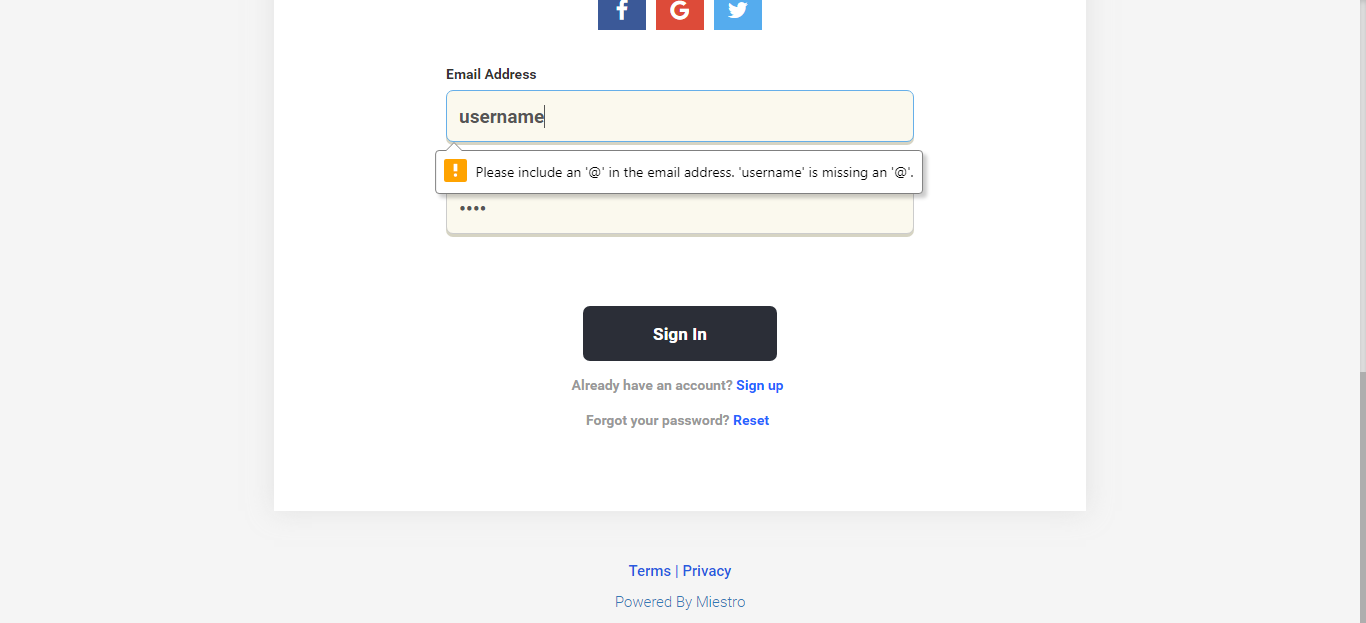 Email Address
username
Please include an '@' in the email address. 'username' is missing an '@'.
••••
Sign In
Already have an account? Sign up
Forgot your password? Reset
Terms | Privacy
Powered By Miestro